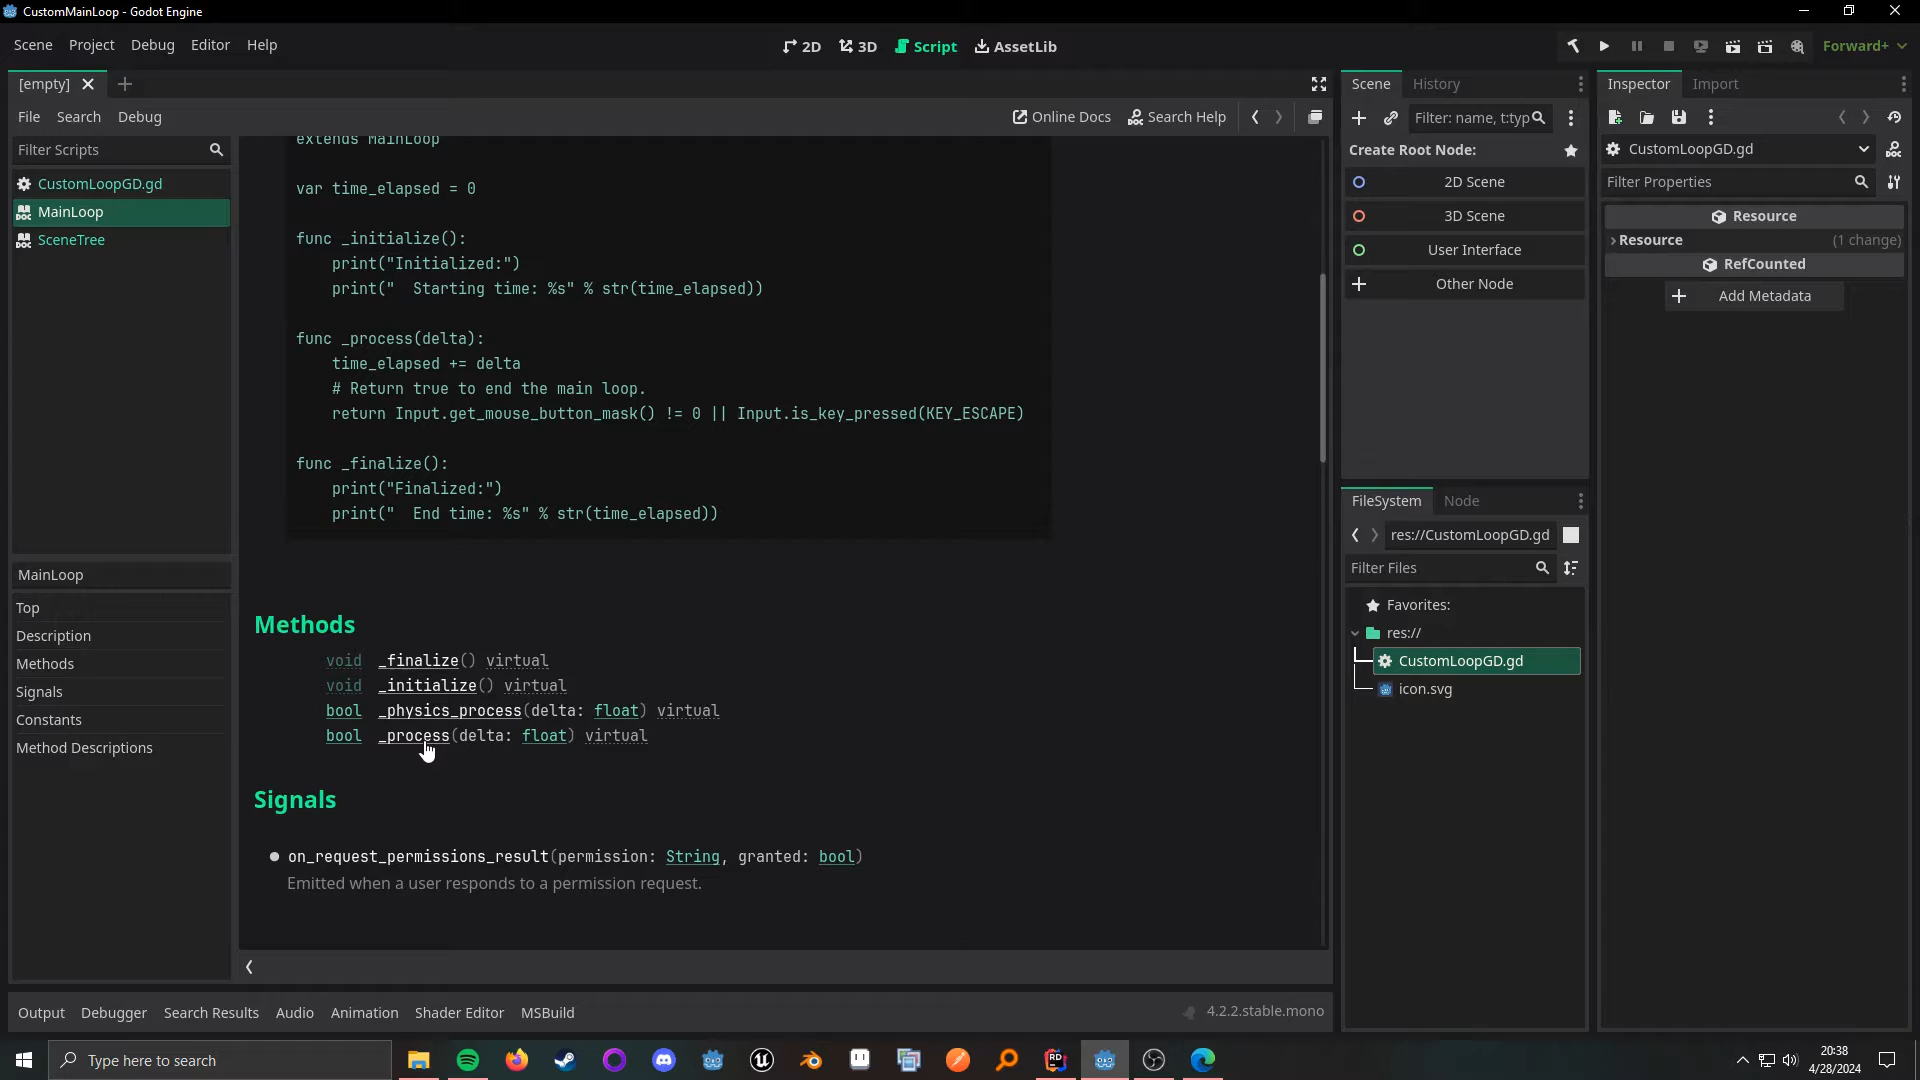 CustomMainLoop - Godot Engine
Scene Project Debug Editor Help
2D 3D Script AssetLib
Forward+
[empty]
File Search Debug
Online Docs Search Help
Filter Scripts
CustomLoopGD.gd
MainLoop
SceneTree
MainLoop
Top
Description
Methods
Signals
Constants
Method Descriptions
extends MainLoop
var time_elapsed = 0
func _initialize():
    print("Initialized:")
    print("  Starting time: %s" % str(time_elapsed))
func _process(delta):
    time_elapsed += delta
    # Return true to end the main loop.
    return Input.get_mouse_button_mask() != 0 || Input.is_key_pressed(KEY_ESCAPE)
func _finalize():
    print("Finalized:")
    print("  End time: %s" % str(time_elapsed))
Methods
void _finalize() virtual
void _initialize() virtual
bool _physics_process(delta: float) virtual
bool _process(delta: float) virtual
Signals
on_request_permissions_result(permission: String, granted: bool)
Emitted when a user responds to a permission request.
Output Debugger Search Results Audio Animation Shader Editor MSBuild
4.2.2.stable.mono
Scene History
Filter: name, t:typ
Create Root Node:
2D Scene
3D Scene
User Interface
Other Node
FileSystem Node
res://CustomLoopGD.gd
Filter Files
Favorites:
res://
CustomLoopGD.gd
icon.svg
Inspector Import
CustomLoopGD.gd
Filter Properties
Resource
Resource (1 change)
RefCounted
Add Metadata
Type here to search
RD
20:38
4/28/2024